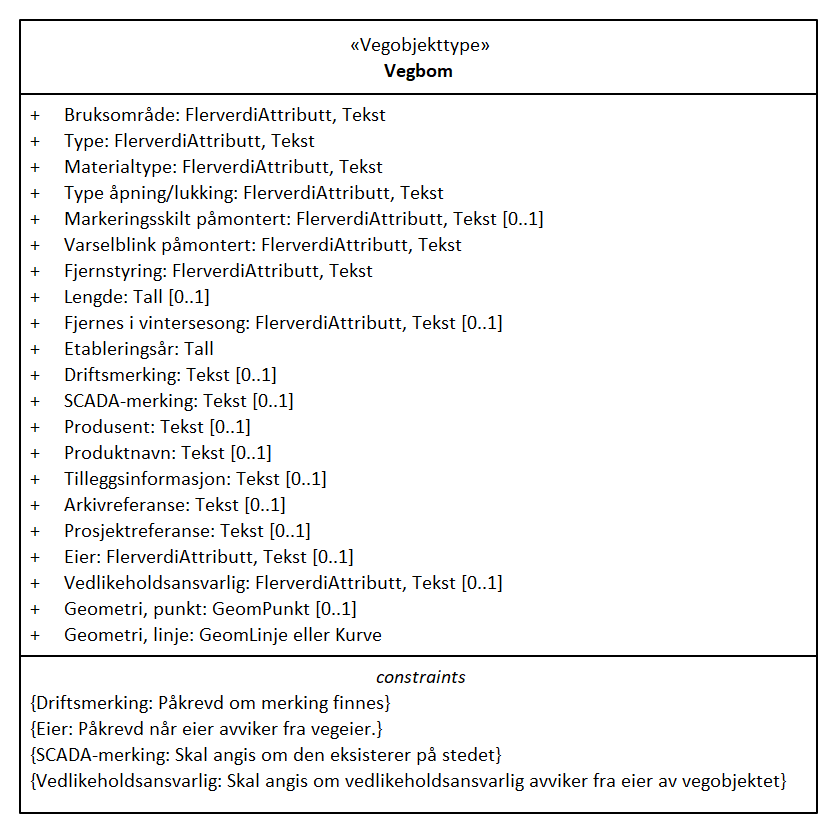 «Vegobjekttype»
Vegbom
+ Bruksområde: FlerverdiAttributt, Tekst
+ Type: FlerverdiAttributt, Tekst
+ Materialtype: FlerverdiAttributt, Tekst
+ Type åpning/lukking: FlerverdiAttributt, Tekst
+ Markeringsskilt påmontert: FlerverdiAttributt, Tekst [0..1]
+ Varselblink påmontert: FlerverdiAttributt, Tekst
+ Fjernstyring: FlerverdiAttributt, Tekst
+ Lengde: Tall [0..1]
+ Fjernes i vintersesong: FlerverdiAttributt, Tekst [0..1]
+ Etableringsår: Tall
+ Driftsmerking: Tekst [0..1]
+ SCADA-merking: Tekst [0..1]
+ Produsent: Tekst [0..1]
+ Produktnavn: Tekst [0..1]
+ Tilleggsinformasjon: Tekst [0..1]
+ Arkivreferanse: Tekst [0..1]
+ Prosjektreferanse: Tekst [0..1]
+ Eier: FlerverdiAttributt, Tekst [0..1]
+ Vedlikeholdsansvarlig: FlerverdiAttributt, Tekst [0..1]
+ Geometri, punkt: GeomPunkt [0..1]
+ Geometri, linje: GeomLinje eller Kurve
constraints
{Driftsmerking: Påkrevd om merking finnes}
{Eier: Påkrevd når eier avviker fra vegeier.}
{SCADA-merking: Skal angis om den eksisterer på stedet}
{Vedlikeholdsansvarlig: Skal angis om vedlikeholdsansvarlig avviker fra eier av vegobjektet}